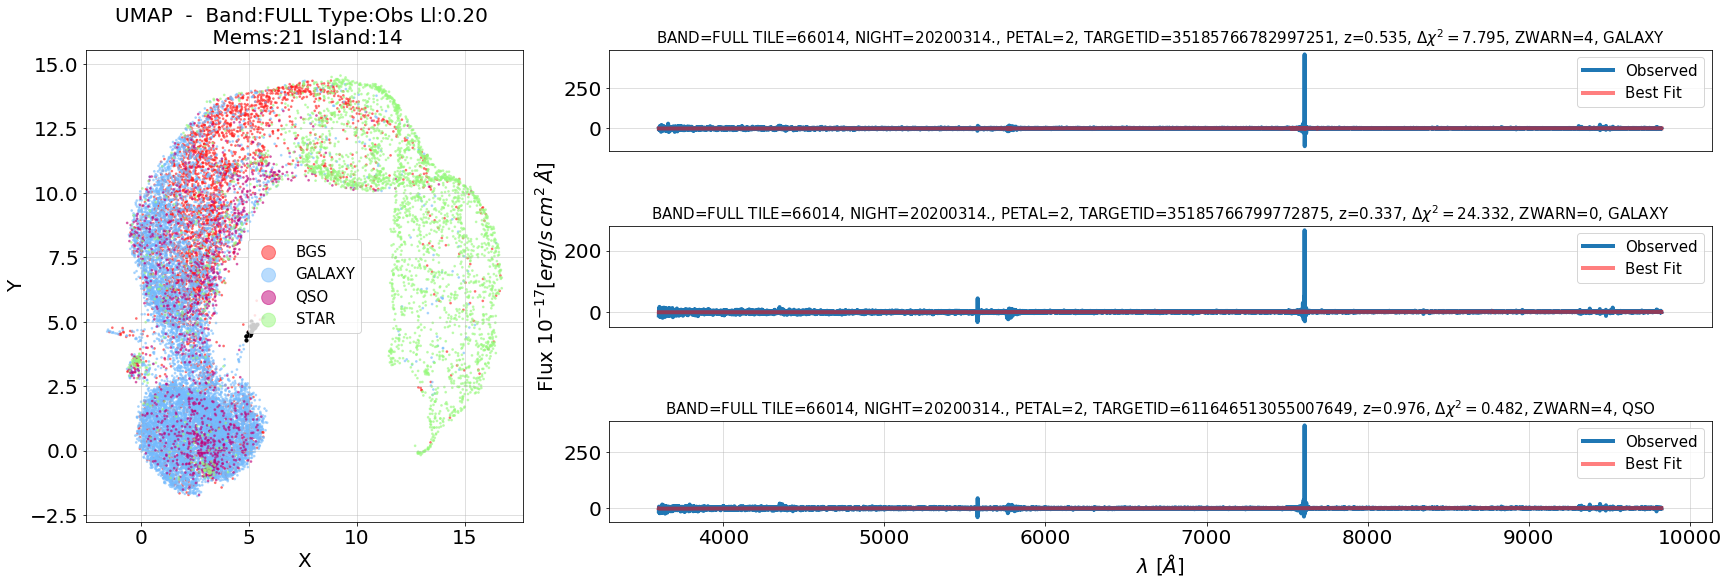 UMAP - Band:FULL Type:Obs Ll:0.20
Mems:21 Island:14
15.0
12.5
10.0
7.5
5.0
2.5
0.0
−2.5
Y
0 5 10 15
X
BGS
GALAXY
QSO
STAR
Flux 10⁻¹⁷[erg/s cm² Å]
BAND=FULL TILE=66014, NIGHT=20200314., PETAL=2, TARGETID=35185766782997251, z=0.535, Δχ² = 7.795, ZWARN=4, GALAXY
250
0
Observed
Best Fit
BAND=FULL TILE=66014, NIGHT=20200314., PETAL=2, TARGETID=35185766799772875, z=0.337, Δχ² = 24.332, ZWARN=0, GALAXY
200
0
Observed
Best Fit
BAND=FULL TILE=66014, NIGHT=20200314., PETAL=2, TARGETID=611646513055007649, z=0.976, Δχ² = 0.482, ZWARN=4, QSO
250
0
Observed
Best Fit
4000 5000 6000 7000 8000 9000 10000
λ [Å]